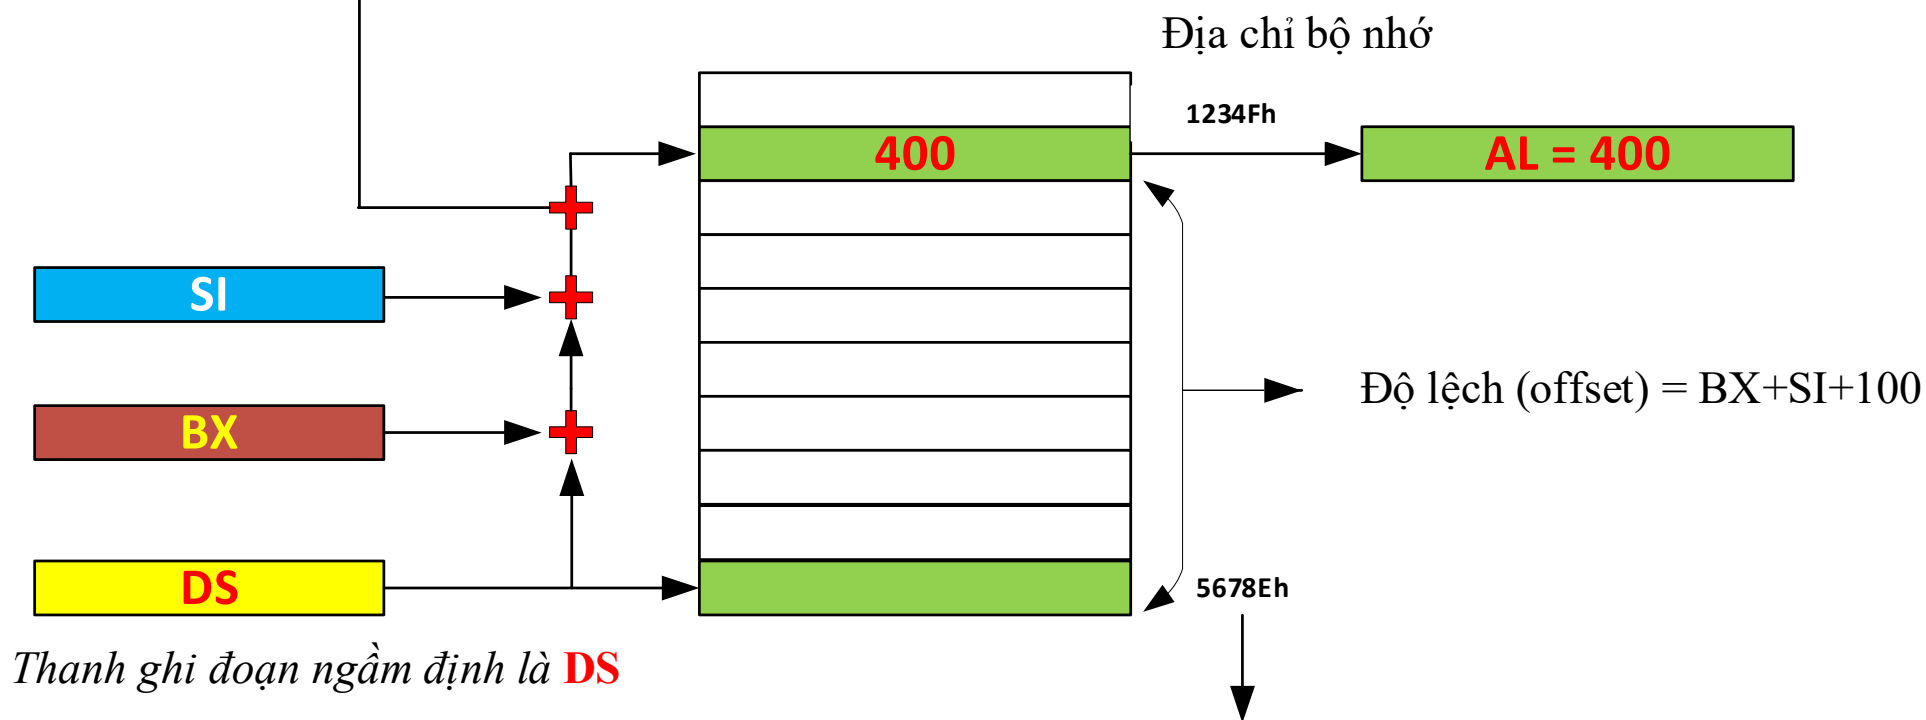 Địa chỉ bộ nhớ
1234Fh
400
AL = 400
SI
Độ lệch (offset) = BX+SI+100
BX
DS
5678Eh
Thanh ghi đoạn ngầm định là DS